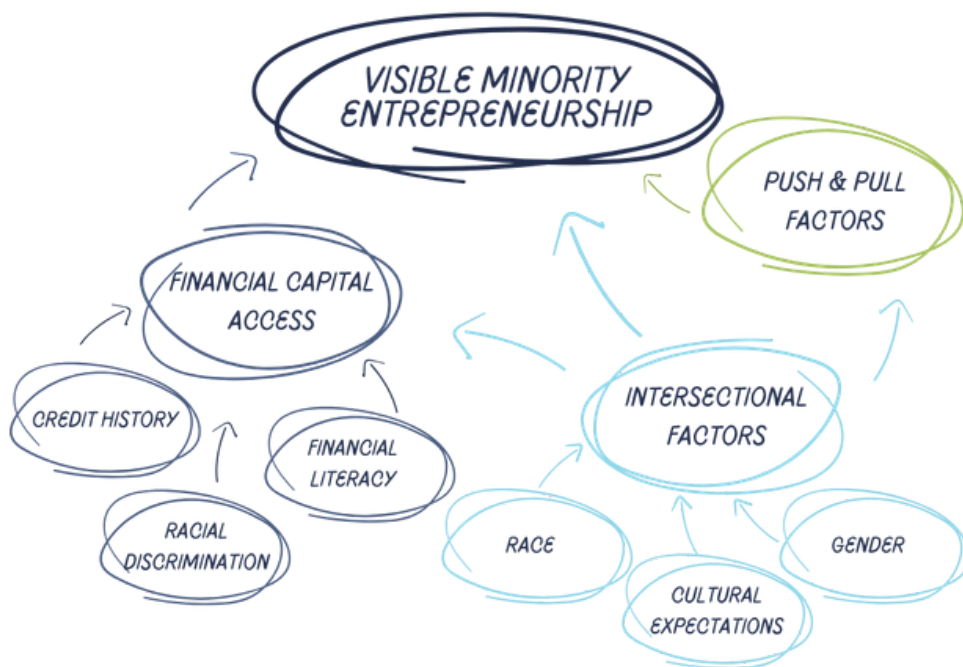 VISIBLE MINORITY
ENTREPRENEURSHIP
PUSH & PULL
FACTORS
FINANCIAL CAPITAL
ACCESS
INTERSECTIONAL
FACTORS
CREDIT HISTORY
FINANCIAL
LITERACY
RACIAL
DISCRIMINATION
RACE
GENDER
CULTURAL
EXPECTATIONS